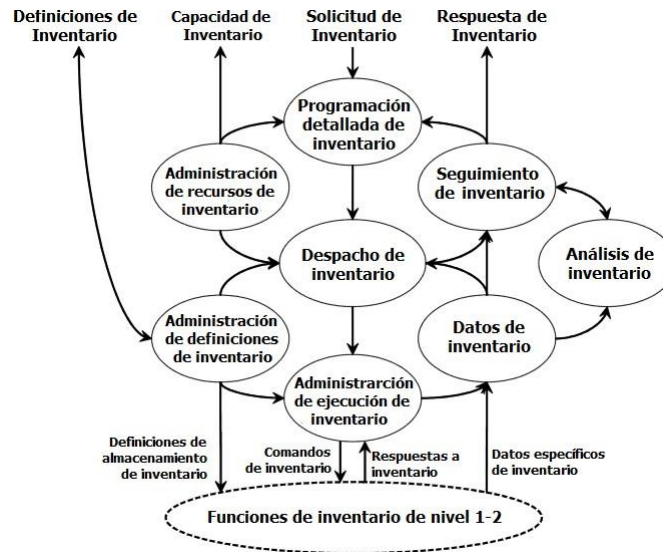 Definiciones de
Inventario
Capacidad de
Inventario
Solicitud de
Inventario
Respuesta de
Inventario
Programación
detallada de
inventario
Administración
de recursos de
inventario
Seguimiento
de inventario
Despacho de
inventario
Análisis de
inventario
Administración
de definiciones
de inventario
Datos de
inventario
Administrarción
de ejecución de
inventario
Definiciones de
almacenamiento
de inventario
Comandos
de inventario
Respuestas a
inventario
Datos específicos
de inventario
Funciones de inventario de nivel 1-2